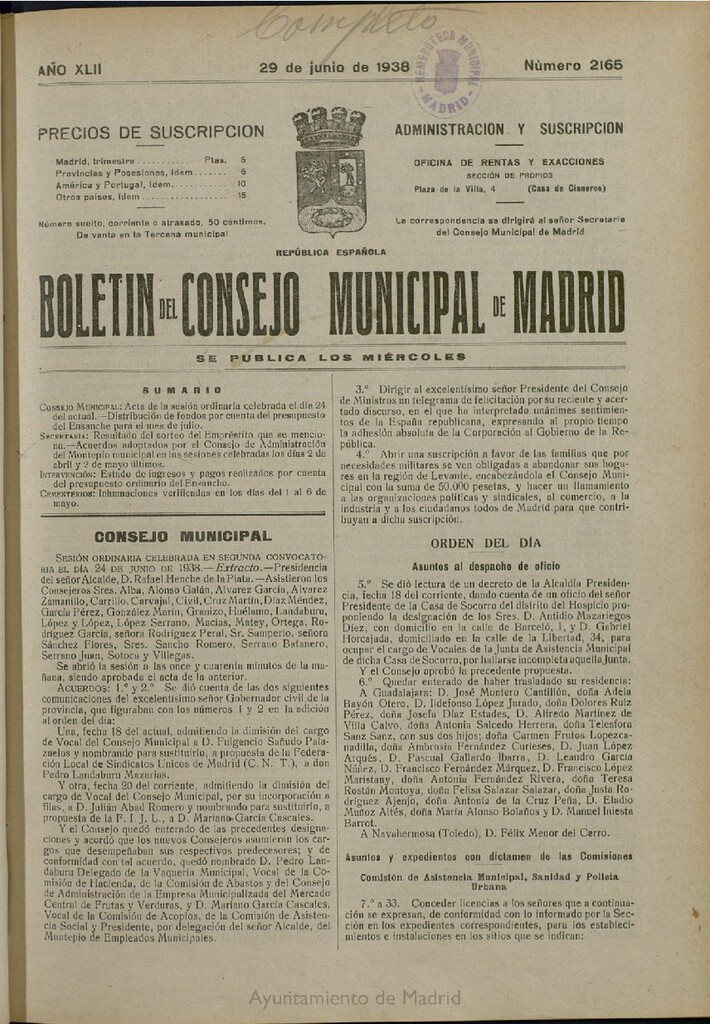 Completo
AÑO XLII
29 de junio de 1938
Número 2165
HEMEROTECA MUNICIPAL
MADRID
PRECIOS DE SUSCRIPCION
Madrid, trimestre........... Ptas. 5
Provincias y Posesiones, ídem....... 6
América y Portugal, ídem........... 10
Otros países, ídem................. 15
Número suelto, corriente o atrasado, 50 céntimos.
De venta en la Tercena municipal
ADMINISTRACION Y SUSCRIPCION
OFICINA DE RENTAS Y EXACCIONES
SECCIÓN DE PROPIOS
Plaza de la Villa, 4 (Casa de Cisneros)
La correspondencia se dirigirá al señor Secretario
del Consejo Municipal de Madrid
REPÚBLICA ESPAÑOLA
BOLETIN DEL CONSEJO MUNICIPAL DE MADRID
SE PUBLICA LOS MIÉRCOLES
SUMARIO
CONSEJO MUNICIPAL: Acta de la sesión ordinaria celebrada el día 24
del actual.—Distribución de fondos por cuenta del presupuesto
del Ensanche para el mes de julio.
SECRETARÍA: Resultado del sorteo del Empréstito que se mencio-
na.—Acuerdos adoptados por el Consejo de Administración
del Montepío municipal en las sesiones celebradas los días 2 de
abril y 2 de mayo últimos.
INTERVENCIÓN: Estado de ingresos y pagos realizados por cuenta
del presupuesto ordinario del Ensanche.
CEMENTERIOS: Inhumaciones verificadas en los días del 1 al 6 de
mayo.
CONSEJO MUNICIPAL
SESIÓN ORDINARIA CELEBRADA EN SEGUNDA CONVOCATO-
RIA EL DÍA 24 DE JUNIO DE 1938.—Extracto.—Presidencia
del señor Alcalde, D. Rafael Henche de la Plata.—Asistieron los
Consejeros Sres. Alba, Alonso Galán, Alvarez García, Alvarez
Zamanillo, Carrillo, Carvajal, Civil, Cruz Martín, Díaz Méndez,
García Pérez, González Marín, Granizo, Huélamo, Landaburu,
López y López, López Serrano, Macías, Matey, Ortega, Ro-
dríguez García, señora Rodríguez Peral, Sr. Samperio, señora
Sánchez Flores, Sres. Sancho Romero, Serrano Batanero,
Serrano Juan, Sotoca y Villegas.
Se abrió la sesión a las once y cuarenta minutos de la ma-
ñana, siendo aprobada el acta de la anterior.
ACUERDOS: 1.º y 2.º Se dió cuenta de las dos siguientes
comunicaciones del excelentísimo señor Gobernador civil de la
provincia, que figuraban con los números 1 y 2 en la adición
al orden del día:
Una, fecha 18 del actual, admitiendo la dimisión del cargo
de Vocal del Consejo Municipal a D. Fulgencio Sañudo Pala-
zuelos y nombrando para sustituirlo, a propuesta de la Federa-
ción Local de Sindicatos Unicos de Madrid (C. N. T.), a don
Pedro Landaburu Mazarías.
Y otra, fecha 20 del corriente, admitiendo la dimisión del
cargo de Vocal del Consejo Municipal, por su incorporación a
filas, a D. Julián Abad Romero y nombrando para sustituirlo, a
propuesta de la F. I. J. L., a D. Mariano García Cascales.
Y el Consejo quedó enterado de las precedentes designa-
ciones y acordó que los nuevos Consejeros asumieran los car-
gos que desempeñaban sus respectivos predecesores; y de
conformidad con tal acuerdo, quedó nombrado D. Pedro Lan-
daburu Delegado de la Vaquería Municipal, Vocal de la Co-
misión de Hacienda, de la Comisión de Abastos y del Consejo
de Administración de la Empresa Municipalizada del Mercado
Central de Frutas y Verduras, y D. Mariano García Cascales,
Vocal de la Comisión de Acopios, de la Comisión de Asisten-
cia Social y Presidente, por delegación del señor Alcalde, del
Montepío de Empleados Municipales.
3.º Dirigir al excelentísimo señor Presidente del Consejo
de Ministros un telegrama de felicitación por su reciente y acer-
tado discurso, en el que ha interpretado unánimes sentimien-
tos de la España republicana, expresando al propio tiempo
la adhesión absoluta de la Corporación al Gobierno de la Re-
pública.
4.º Abrir una suscripción a favor de las familias que por
necesidades militares se ven obligadas a abandonar sus hoga-
res en la región de Levante, encabezándola el Consejo Muni-
cipal con la suma de 50.000 pesetas, y hacer un llamamiento
a las organizaciones políticas y sindicales, al comercio, a la
industria y a los ciudadanos todos de Madrid para que contri-
buyan a dicha suscripción.
ORDEN DEL DÍA
Asuntos al despacho de oficio
5.º Se dió lectura de un decreto de la Alcaldía Presiden-
cia, fecha 18 del corriente, dando cuenta de un oficio del señor
Presidente de la Casa de Socorro del distrito del Hospicio pro-
poniendo la designación de los Sres. D. Antidio Mazariegos
Díez, con domicilio en la calle de Barceló, 1, y D. Gabriel
Horcajada, domiciliado en la calle de la Libertad, 34, para
ocupar el cargo de Vocales de la Junta de Asistencia Municipal
de dicha Casa de Socorro, por hallarse incompleta aquella Junta.
Y el Consejo aprobó la precedente propuesta.
6.º Quedar enterado de haber trasladado su residencia:
A Guadalajara: D. José Montero Cantillón, doña Adela
Bayón Otero, D. Ildefonso López Jurado, doña Dolores Ruiz
Pérez, doña Josefa Díaz Estades, D. Alfredo Martínez de
Villa Calvo, doña Antonia Salcedo Herrera, doña Telesfora
Sanz Sanz, con sus dos hijos; doña Carmen Frutos Lopezca-
nadilla, doña Ambrosia Fernández Curieses, D. Juan López
Arqués, D. Pascual Gallardo Ibarra, D. Leandro García
Núñez, D. Francisco Fernández Márquez, D. Francisco López
Maristany, doña Antonia Fernández Rivera, doña Teresa
Rostán Montoya, doña Felisa Salazar Salazar, doña Justa Ro-
dríguez Ajenjo, doña Antonia de la Cruz Peña, D. Eladio
Muñoz Altés, doña María Alonso Bolaños y D. Manuel Iniesta
Barrot.
A Navahermosa (Toledo), D. Félix Menor del Cerro.
Asuntos y expedientes con dictamen de las Comisiones
Comisión de Asistencia Municipal, Sanidad y Policía
Urbana
7.º a 33. Conceder licencias a los señores que a continua-
ción se expresan, de conformidad con lo informado por la Sec-
ción en los expedientes correspondientes, para los estableci-
mientos e instalaciones en los sitios que se indican:
Ayuntamiento de Madrid